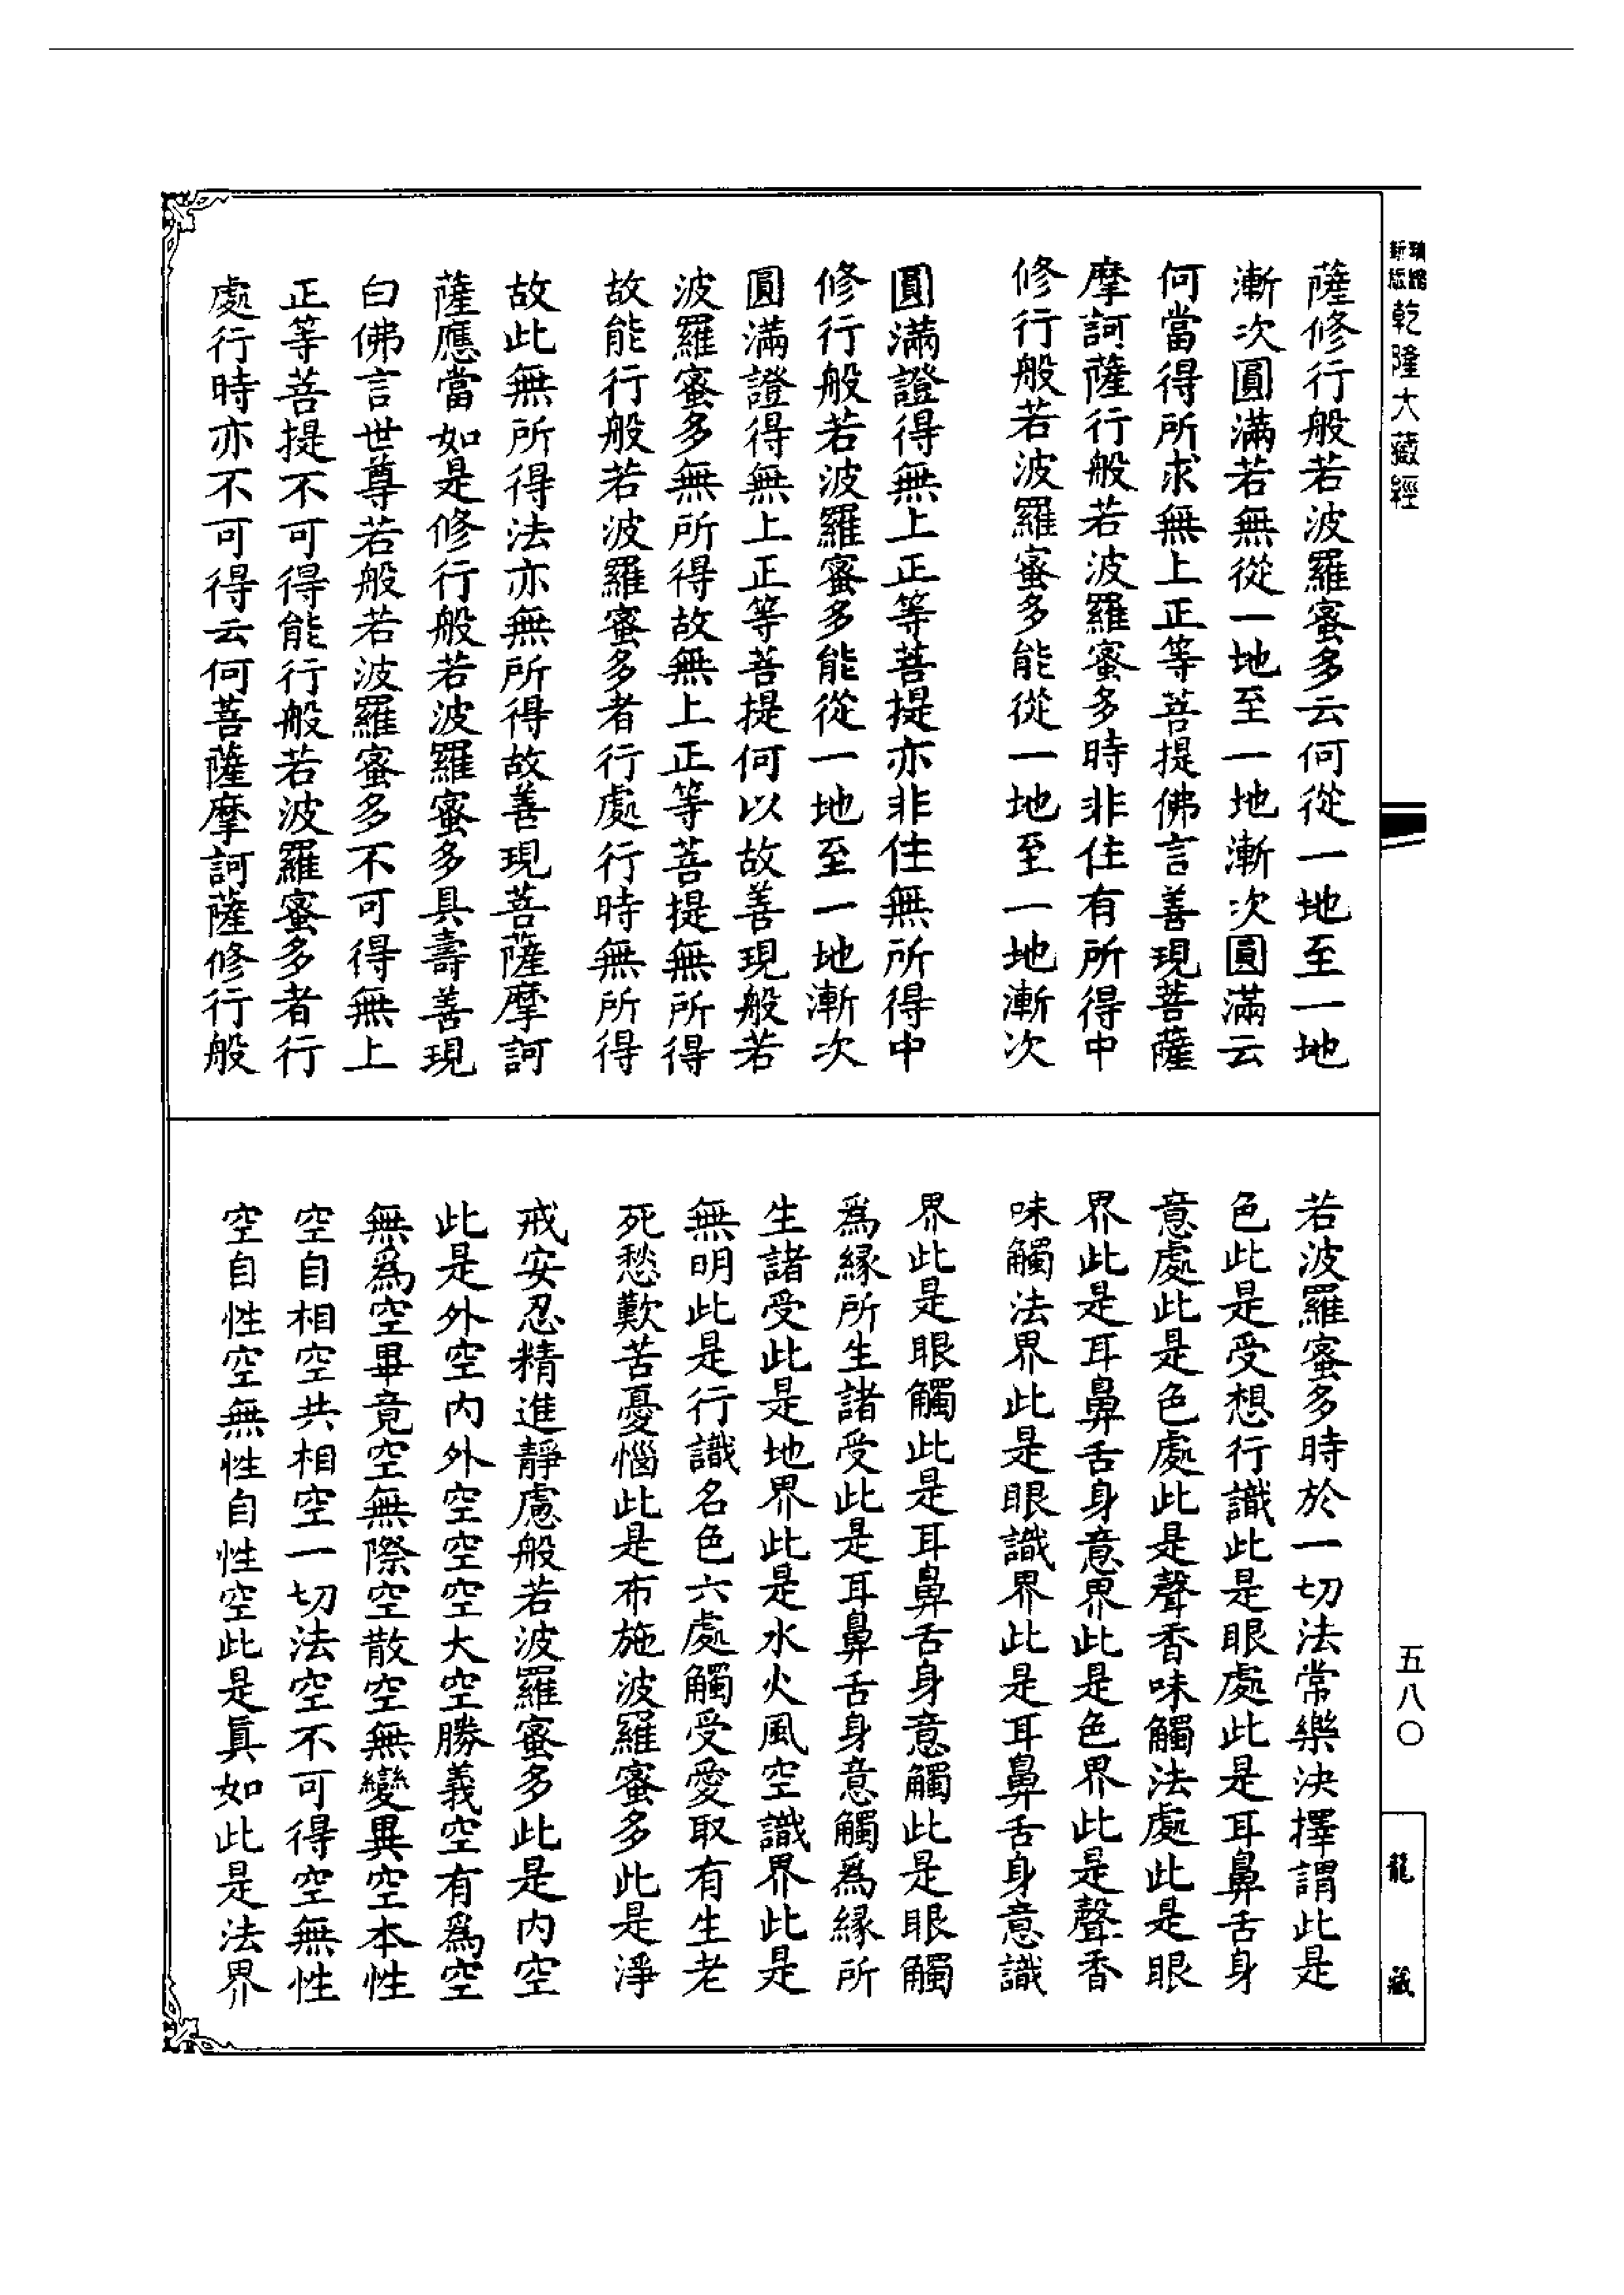 乾隆大藏經
薩修行般若波羅蜜多云何從一地至一地
漸次圓滿若無從一地至一地漸次圓滿云
何當得所求無上正等菩提佛言善現菩薩
摩訶薩行般若波羅蜜多時非住有所得中
修行般若波羅蜜多能從一地至一地漸次
圓滿證得無上正等菩提亦非住無所得中
修行般若波羅蜜多能從一地至一地漸次
圓滿證得無上正等菩提何以故善現般若
波羅蜜多無所得故無上正等菩提無所得
故能行般若波羅蜜多者行處行時無所得
故此無所得法亦無所得故善現菩薩摩訶
薩應當如是修行般若波羅蜜多具壽善現
白佛言世尊若般若波羅蜜多不可得無上
正等菩提不可得能行般若波羅蜜多者行
處行時亦不可得云何菩薩摩訶薩修行般
若波羅蜜多時於一切法常樂決擇謂此是
色此是受想行識此是眼處此是耳鼻舌身
意處此是色處此是聲香味觸法處此是眼
界此是耳鼻舌身意界此是色界此是聲香
味觸法界此是眼識界此是耳鼻舌身意識
界此是眼觸此是耳鼻舌身意觸此是眼觸
爲緣所生諸受此是耳鼻舌身意觸爲緣所
生諸受此是地界此是水火風空識界此是
無明此是行識名色六處觸受愛取有生老
死愁歎苦憂惱此是布施波羅蜜多此是淨
戒安忍精進靜慮般若波羅蜜多此是內空
此是外空內外空空空大空勝義空有爲空
無爲空畢竟空無際空散空無變異空本性
空自相空共相空一切法空不可得空無性
空自性空無性自性空此是眞如此是法界
五八〇
龍藏